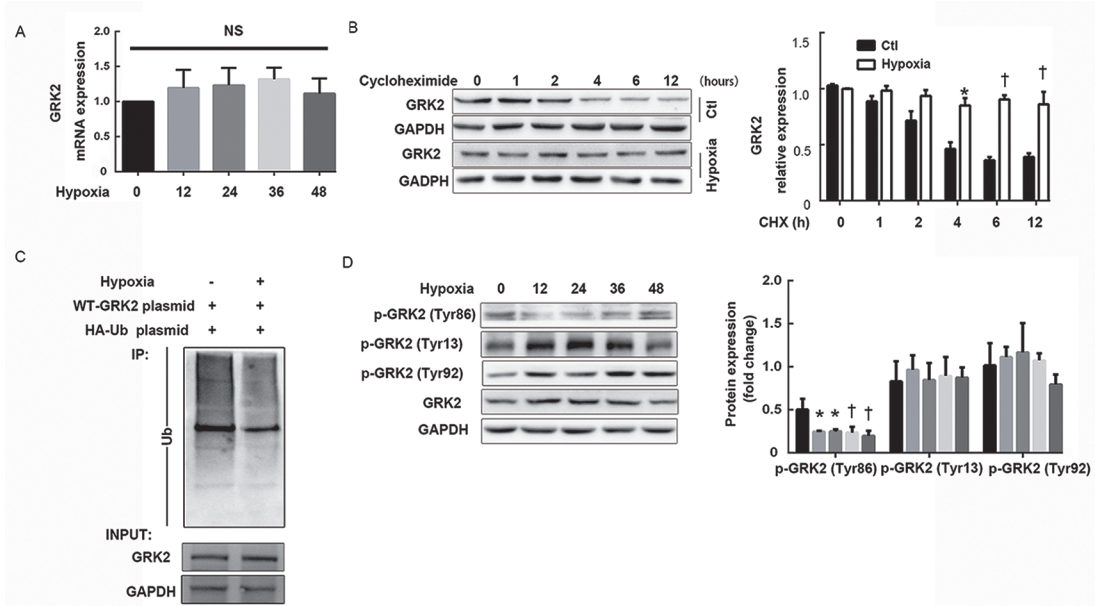 A
GRK2
mRNA expression
2.0
1.5
1.0
0.5
0
NS
Hypoxia 0 12 24 36 48
B
Cycloheximide 0 1 2 4 6 12 (hours)
GRK2
GAPDH
Ctl
GRK2
GADPH
Hypoxia
GRK2
relative expression
1.5
1.0
0.5
0
Ctl
Hypoxia
* † †
CHX (h) 0 1 2 4 6 12
C
Hypoxia - +
WT-GRK2 plasmid + +
HA-Ub plasmid + +
IP:
Ub
INPUT:
GRK2
GAPDH
D
Hypoxia 0 12 24 36 48
p-GRK2 (Tyr86)
p-GRK2 (Tyr13)
p-GRK2 (Tyr92)
GRK2
GAPDH
Protein expression
(fold change)
2.0
1.5
1.0
0.5
0
* * † †
p-GRK2 (Tyr86) p-GRK2 (Tyr13) p-GRK2 (Tyr92)